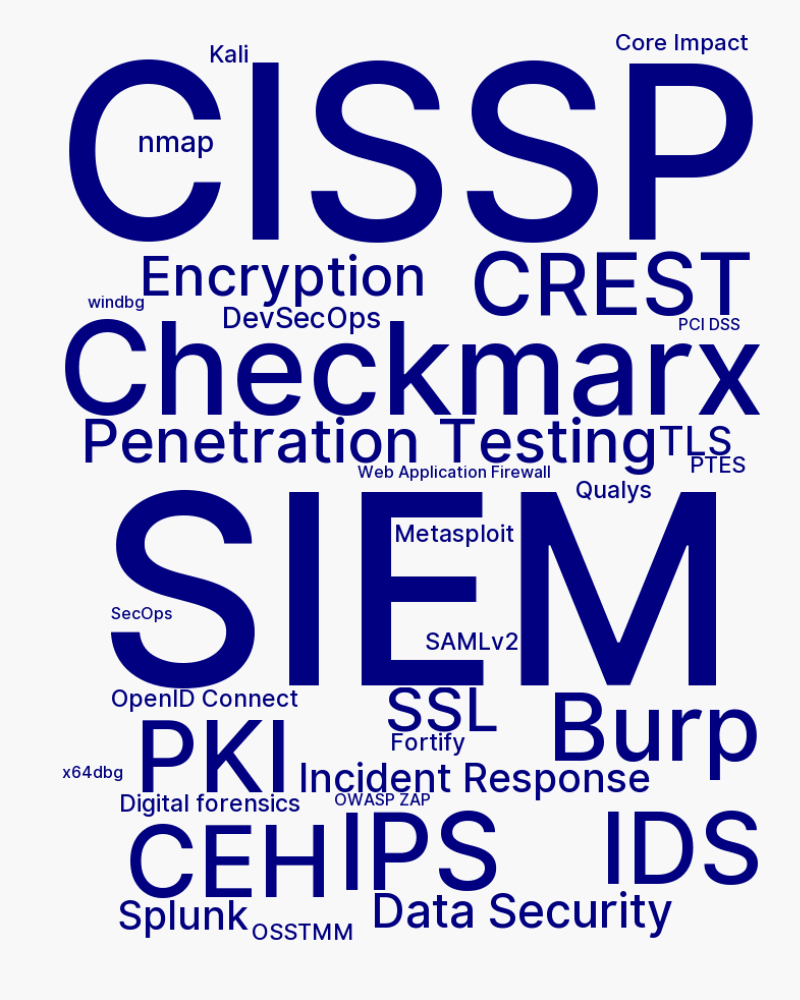 Core Impact
Kali
CISSP
nmap
Encryption
CREST
windbg
DevSecOps
PCI DSS
Checkmarx
Penetration Testing
TLS
PTES
Web Application Firewall
Qualys
SIEM
Metasploit
SecOps
SAMLv2
OpenID Connect
SSL
Burp
Fortify
PKI
x64dbg
Incident Response
Digital forensics
OWASP ZAP
CEH
IPS
IDS
Splunk
Data Security
OSSTMM